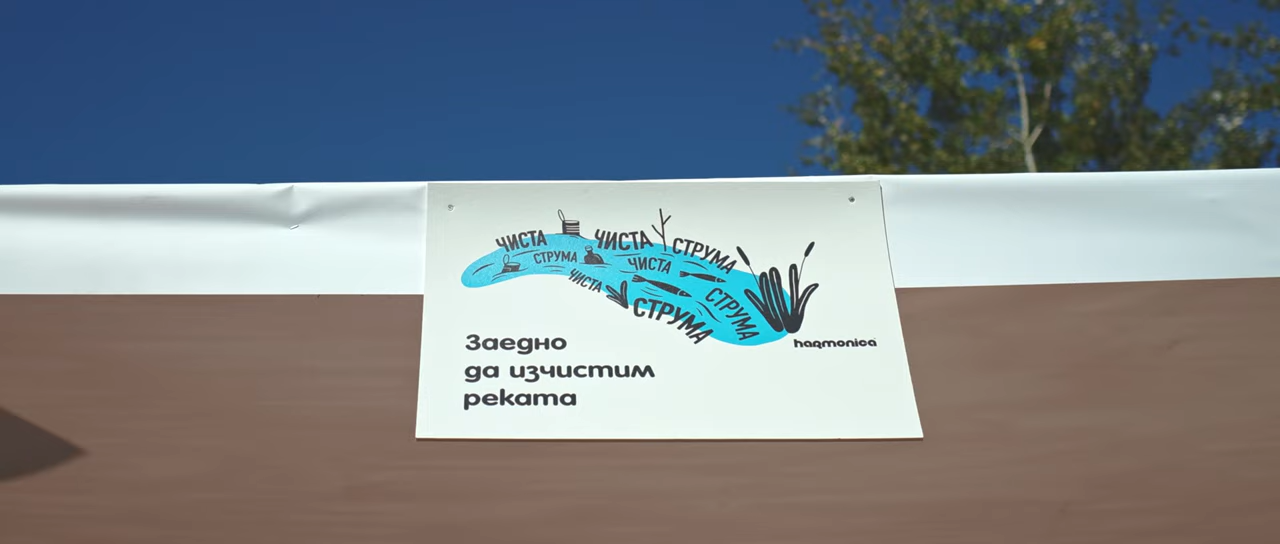 ЧИСТА ЧИСТА СТРУМА
СТРУМА ЧИСТА
ЧИСТА СТРУМА СТРУМА
harmonica
Заедно
да изчистим
реката